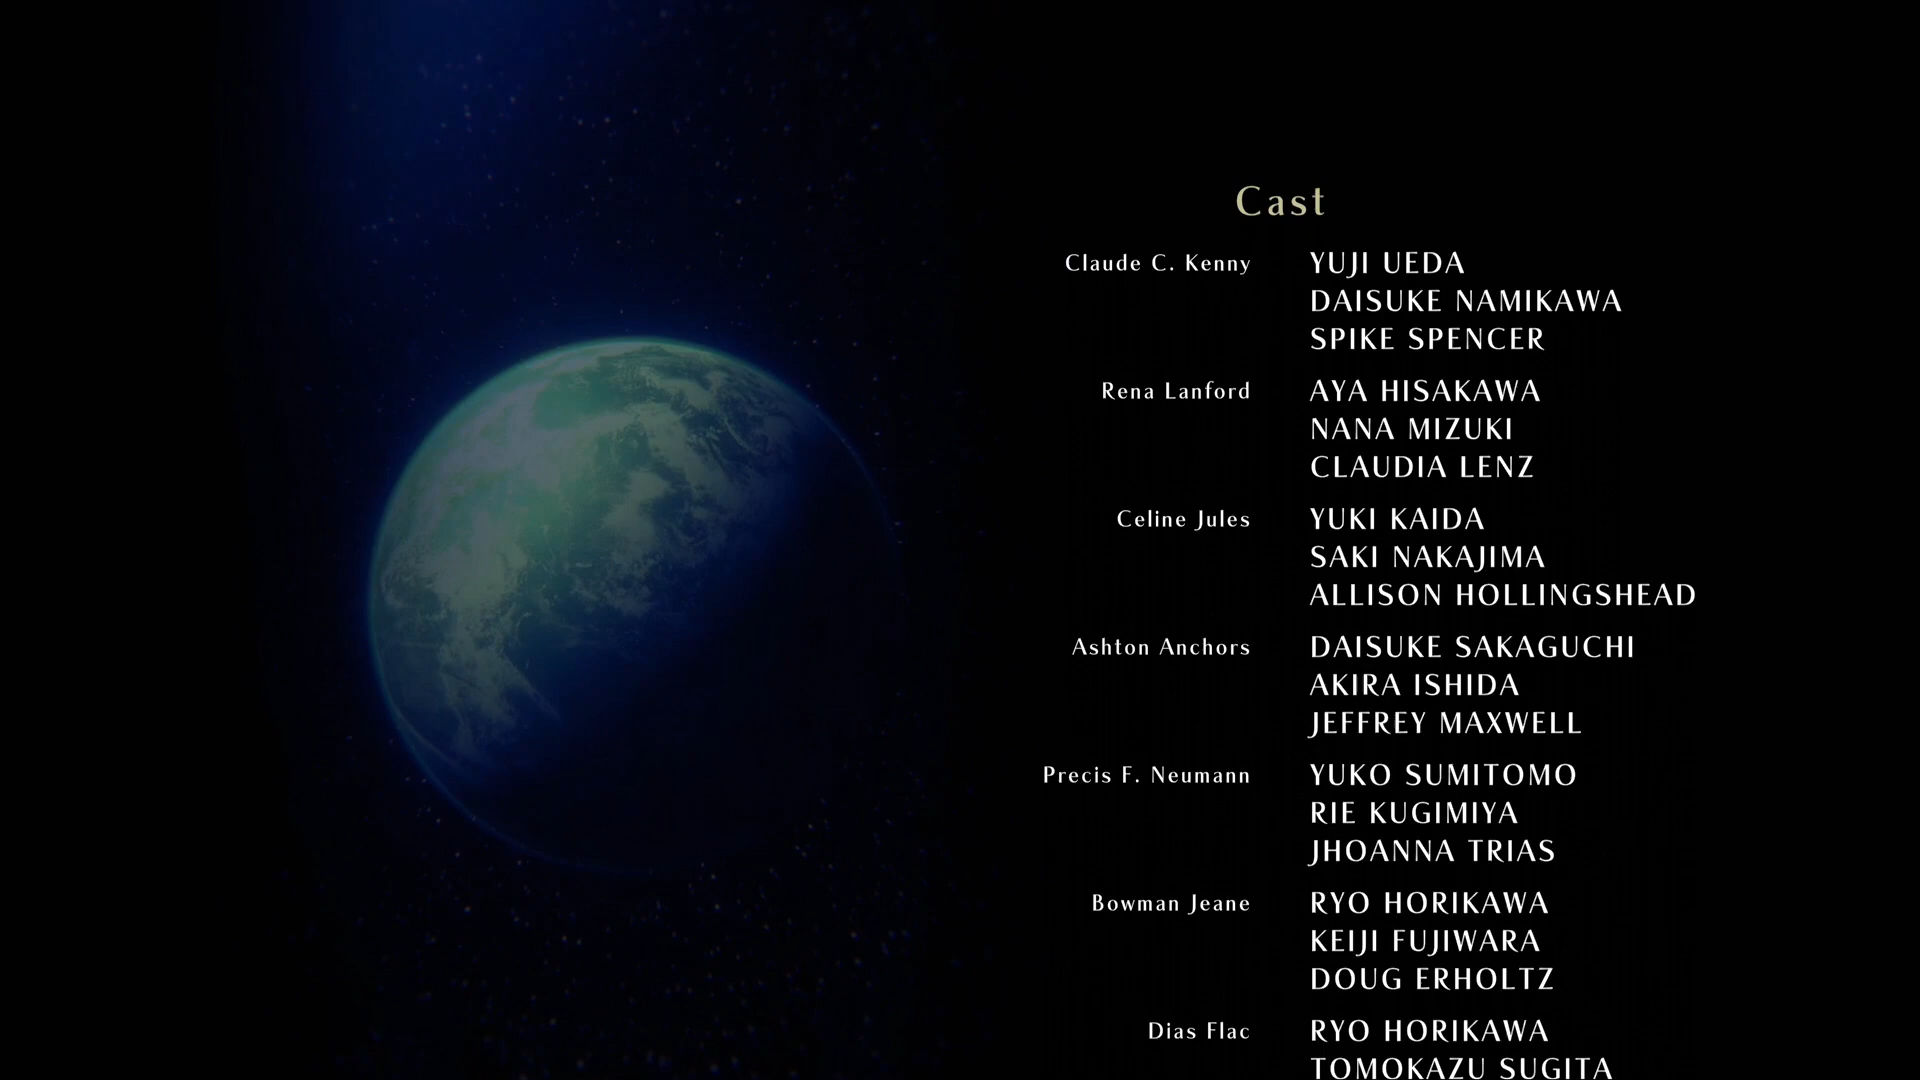 Cast
Claude C. Kenny YUJI UEDA
DAISUKE NAMIKAWA
SPIKE SPENCER
Rena Lanford AYA HISAKAWA
NANA MIZUKI
CLAUDIA LENZ
Celine Jules YUKI KAIDA
SAKI NAKAJIMA
ALLISON HOLLINGSHEAD
Ashton Anchors DAISUKE SAKAGUCHI
AKIRA ISHIDA
JEFFREY MAXWELL
Precis F. Neumann YUKO SUMITOMO
RIE KUGIMIYA
JHOANNA TRIAS
Bowman Jeane RYO HORIKAWA
KEIJI FUJIWARA
DOUG ERHOLTZ
Dias Flac RYO HORIKAWA
TOMOKAZU SUGITA